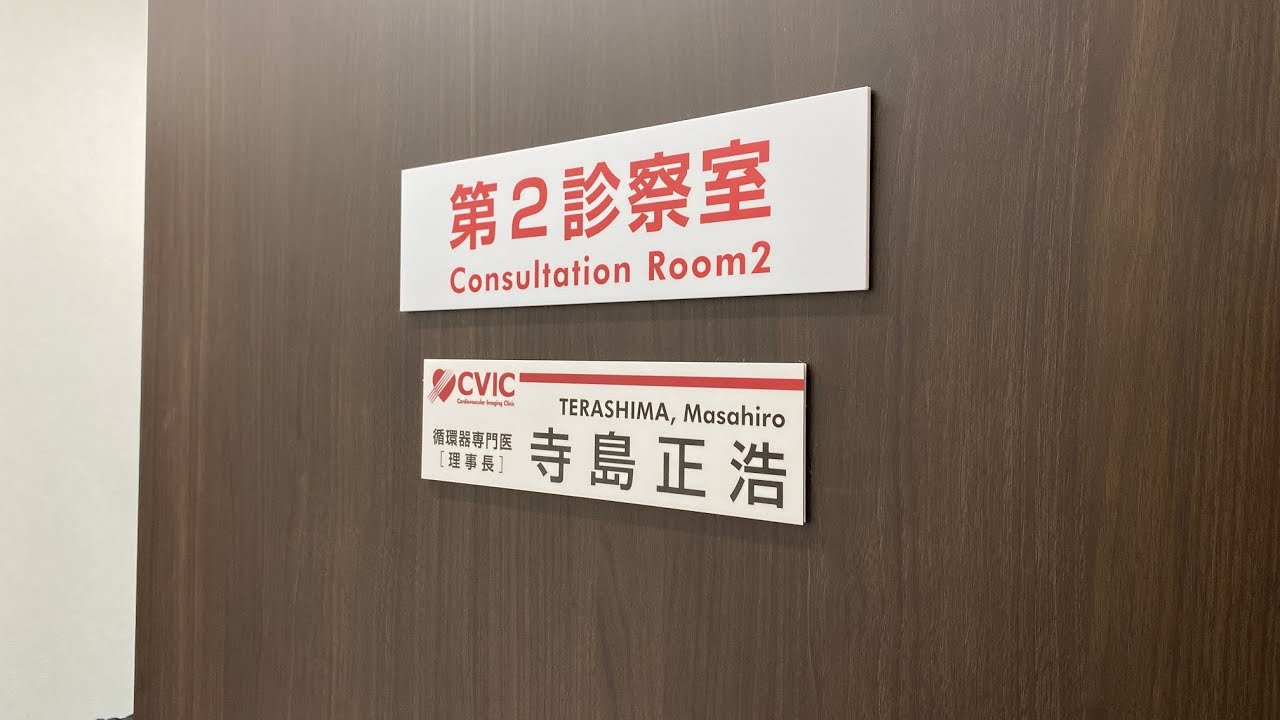 第2診察室
Consultation Room2
CVIC
Cardiovascular Imaging Clinic
TERASHIMA, Masahiro
循環器専門医
[理事長]
寺島正浩